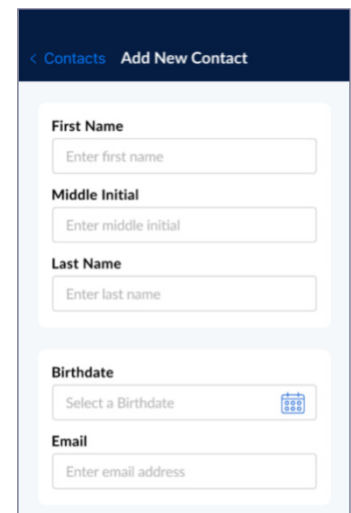 < Contacts Add New Contact
First Name
Enter first name
Middle Initial
Enter middle initial
Last Name
Enter last name
Birthdate
Select a Birthdate
Email
Enter email address